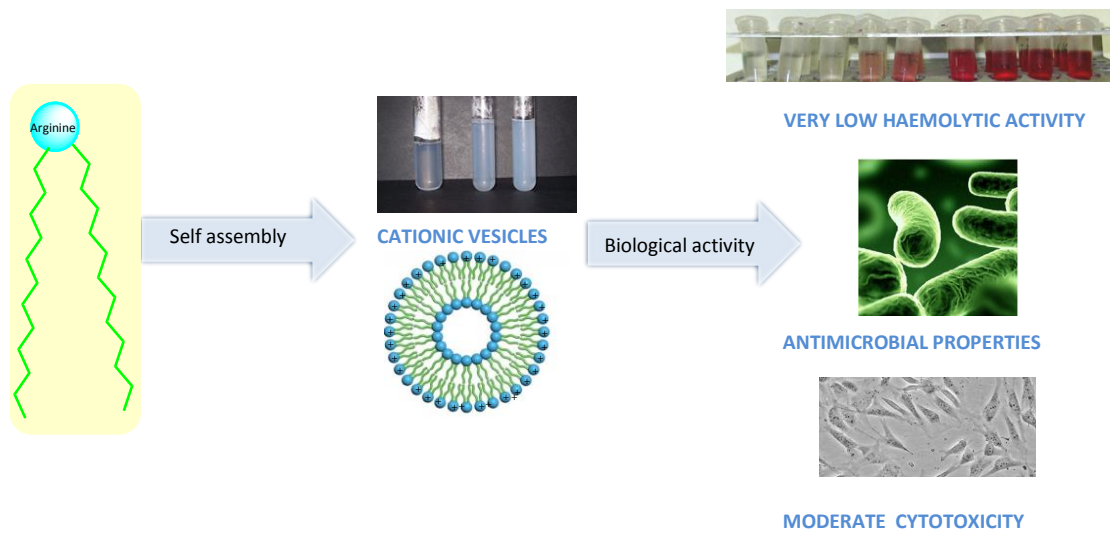 Arginine
Self assembly
CATIONIC VESICLES
Biological activity
VERY LOW HAEMOLYTIC ACTIVITY
ANTIMICROBIAL PROPERTIES
MODERATE CYTOTOXICITY